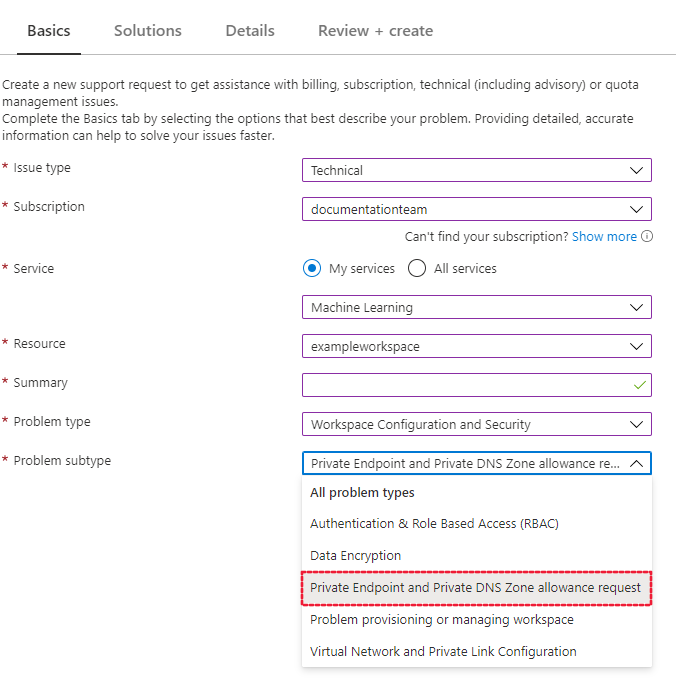 Basics Solutions Details Review + create
Create a new support request to get assistance with billing, subscription, technical (including advisory) or quota
management issues.
Complete the Basics tab by selecting the options that best describe your problem. Providing detailed, accurate
information can help to solve your issues faster.
* Issue type Technical
* Subscription documentationteam
Can't find your subscription? Show more
* Service My services All services
Machine Learning
* Resource exampleworkspace
* Summary
* Problem type Workspace Configuration and Security
* Problem subtype Private Endpoint and Private DNS Zone allowance re...
All problem types
Authentication & Role Based Access (RBAC)
Data Encryption
Private Endpoint and Private DNS Zone allowance request
Problem provisioning or managing workspace
Virtual Network and Private Link Configuration